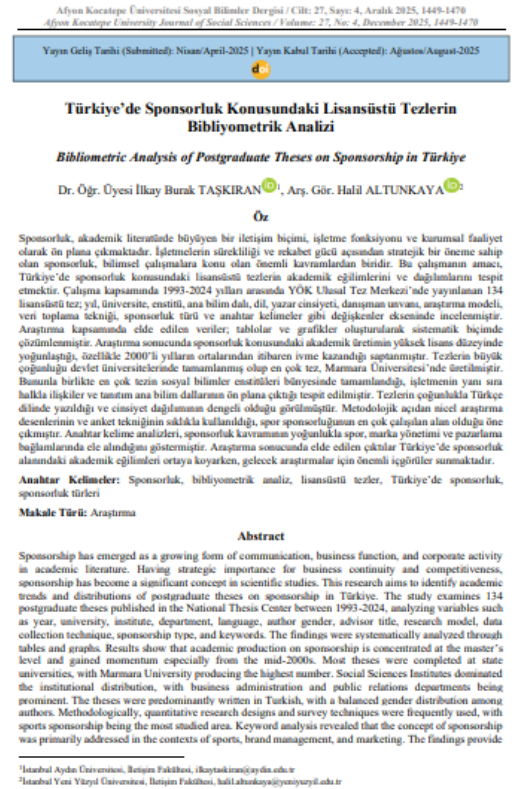 Afyon Kocatepe Üniversitesi Sosyal Bilimler Dergisi / Cilt: 27, Sayı: 4, Aralık 2025, 1449-1470
Afyon Kocatepe University Journal of Social Sciences / Volume: 27, No: 4, December 2025, 1449-1470
Yayın Geliş Tarihi (Submitted): Nisan/April-2025 | Yayın Kabul Tarihi (Accepted): Ağustos/August-2025
doi
Türkiye’de Sponsorluk Konusundaki Lisansüstü Tezlerin
Bibliyometrik Analizi
Bibliometric Analysis of Postgraduate Theses on Sponsorship in Türkiye
Dr. Öğr. Üyesi İlkay Burak TAŞKIRAN iD 1, Arş. Gör. Halil ALTUNKAYA iD 2
Öz
Sponsorluk, akademik literatürde büyüyen bir iletişim biçimi, işletme fonksiyonu ve kurumsal faaliyet
olarak ön plana çıkmaktadır. İşletmelerin sürekliliği ve rekabet gücü açısından stratejik bir öneme sahip
olan sponsorluk, bilimsel çalışmalara konu olan önemli kavramlardan biridir. Bu çalışmanın amacı,
Türkiye’de sponsorluk konusundaki lisansüstü tezlerin akademik eğilimlerini ve dağılımlarını tespit
etmektir. Çalışma kapsamında 1993-2024 yılları arasında YÖK Ulusal Tez Merkezi’nde yayınlanan 134
lisansüstü tez; yıl, üniversite, enstitü, ana bilim dalı, dil, yazar cinsiyeti, danışman unvanı, araştırma modeli,
veri toplama tekniği, sponsorluk türü ve anahtar kelimeler gibi değişkenler ekseninde incelenmiştir.
Araştırma kapsamında elde edilen veriler; tablolar ve grafikler oluşturularak sistematik biçimde
çözümlenmiştir. Araştırma sonucunda sponsorluk konusundaki akademik üretimin yüksek lisans düzeyinde
yoğunlaştığı, özellikle 2000’li yılların ortalarından itibaren ivme kazandığı saptanmıştır. Tezlerin büyük
çoğunluğu devlet üniversitelerinde tamamlanmış olup en çok tez, Marmara Üniversitesi’nde üretilmiştir.
Bununla birlikte en çok tezin sosyal bilimler enstitüleri bünyesinde tamamlandığı, işletmenin yanı sıra
halkla ilişkiler ve tanıtım ana bilim dallarının ön plana çıktığı tespit edilmiştir. Tezlerin çoğunlukla Türkçe
dilinde yazıldığı ve cinsiyet dağılımının dengeli olduğu görülmüştür. Metodolojik açıdan nicel araştırma
desenlerinin ve anket tekniğinin sıklıkla kullanıldığı, spor sponsorluğunun en çok çalışılan alan olduğu öne
çıkmıştır. Anahtar kelime analizleri, sponsorluk kavramının yoğunlukla spor, marka yönetimi ve pazarlama
bağlamlarında ele alındığını göstermiştir. Araştırma sonucunda elde edilen çıktılar Türkiye’de sponsorluk
alanındaki akademik eğilimleri ortaya koyarken, gelecek araştırmalar için önemli içgörüler sunmaktadır.
Anahtar Kelimeler: Sponsorluk, bibliyometrik analiz, lisansüstü tezler, Türkiye’de sponsorluk,
sponsorluk türleri
Makale Türü: Araştırma
Abstract
Sponsorship has emerged as a growing form of communication, business function, and corporate activity
in academic literature. Having strategic importance for business continuity and competitiveness,
sponsorship has become a significant concept in scientific studies. This research aims to identify academic
trends and distributions of postgraduate theses on sponsorship in Türkiye. The study examines 134
postgraduate theses published in the National Thesis Center between 1993-2024, analyzing variables such
as year, university, institute, department, language, author gender, advisor title, research model, data
collection technique, sponsorship type, and keywords. The findings were systematically analyzed through
tables and graphs. Results show that academic production on sponsorship is concentrated at the master’s
level and gained momentum especially from the mid-2000s. Most theses were completed at state
universities, with Marmara University producing the highest number. Social Sciences Institutes dominated
the institutional distribution, with business administration and public relations departments being
prominent. The theses were predominantly written in Turkish, with a balanced gender distribution among
authors. Methodologically, quantitative research designs and survey techniques were frequently used, with
sports sponsorship being the most studied area. Keyword analysis revealed that the concept of sponsorship
was primarily addressed in the contexts of sports, brand management, and marketing. The findings provide
1İstanbul Aydın Üniversitesi, İletişim Fakültesi, ilkaytaskiran@aydin.edu.tr
2İstanbul Yeni Yüzyıl Üniversitesi, İletişim Fakültesi, halil.altunkaya@yeniyuzyil.edu.tr